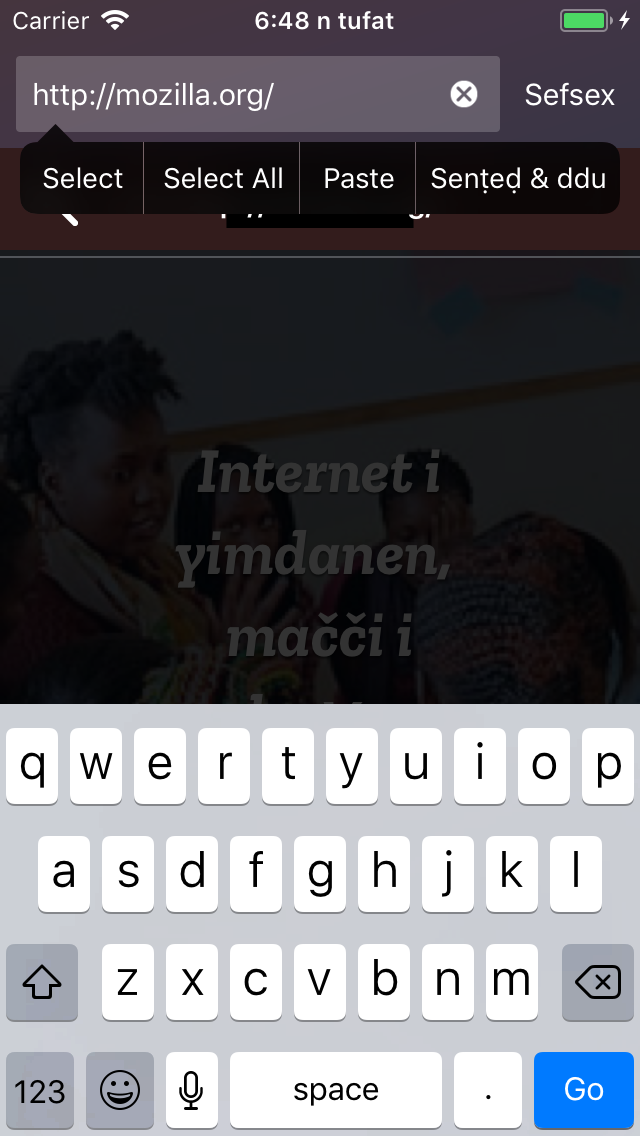 Carrier 6:48 n tufat
http://mozilla.org/ Sefsex
Select Select All Paste Senṭeḍ & ddu
Internet i
yimdanen,
mačči i
q w e r t y u i o p
a s d f g h j k l
z x c v b n m
123 space . Go